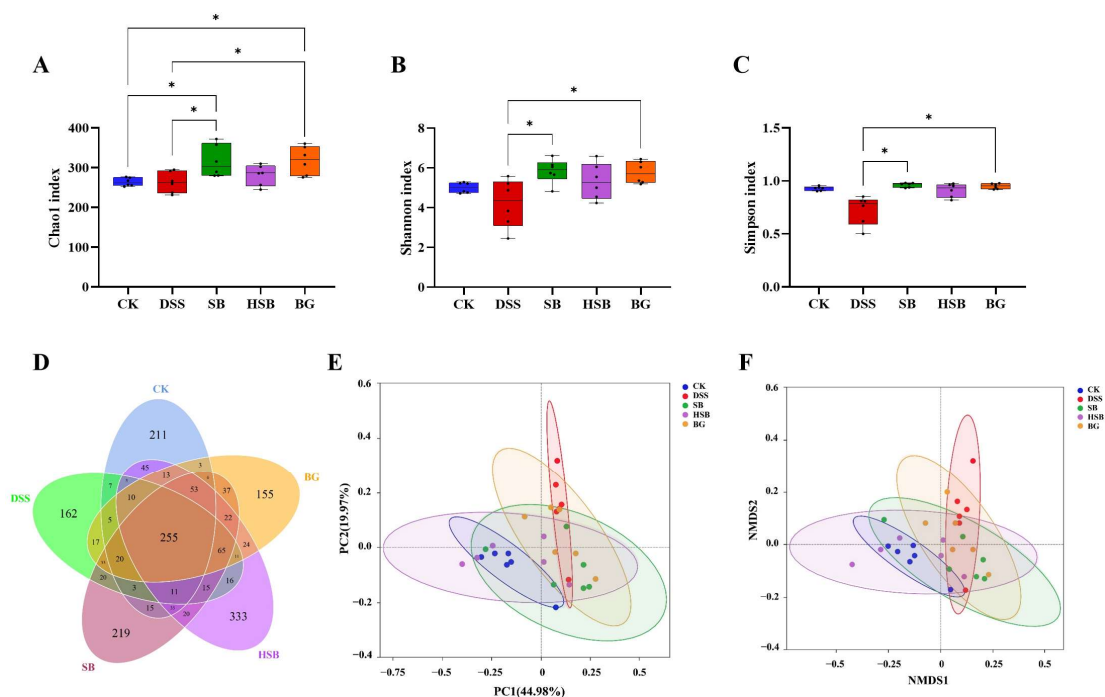 A
Chao1 index
400
300
200
100
0
CK DSS SB HSB BG
* * * *
B
Shannon index
8
6
4
2
0
CK DSS SB HSB BG
* *
C
Simpson index
1.5
1.0
0.5
0.0
CK DSS SB HSB BG
* *
D
CK
211
BG
155
DSS
162
SB
219
HSB
333
255
45
13
3
53
37
22
24
65
16
15
11
20
15
3
20
20
17
5
7
10
E
CK
DSS
SB
HSB
BG
PC2(19.97%)
0.6
0.4
0.2
0.0
−0.2
−0.4
−0.75 −0.5 −0.25 0 0.25 0.5
PC1(44.98%)
F
CK
DSS
SB
HSB
BG
NMDS2
0.6
0.4
0.2
0.0
−0.2
−0.4
−0.5 −0.25 0 0.25 0.5
NMDS1